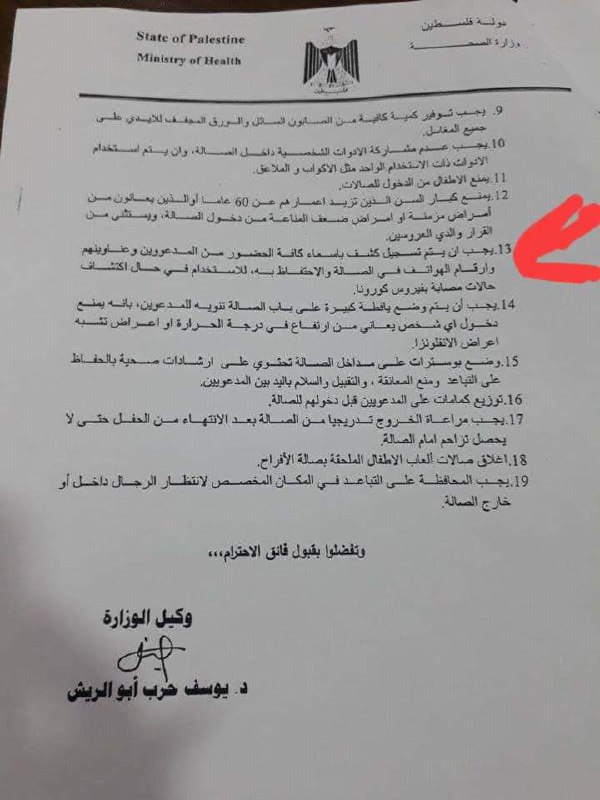 دولة فلسطين
وزارة الصحة
State of Palestine
Ministry of Health
فلسطين
9. يجب توفير كمية كافية من الصابون السائل والورق المجفف للايدي على
جميع المغاسل.
10.يجب عدم مشاركة الادوات الشخصية داخل الصالة، وان يتم استخدام
الادوات ذات الاستخدام الواحد مثل الاكواب و الملاعق.
11.يمنع الاطفال من الدخول للصالات.
12.يمنع كبار السن الذين تزيد اعمارهم عن 60 عاما أوالذين يعانون من
أمراض مزمنة او امراض ضعف المناعة من دخول الصالة، ويستثنى من
القرار والدي العروسين.
13.يجب ان يتم تسجيل كشف باسماء كافة الحضور من المدعووين وعناوينهم
وارقام الهواتف في الصالة والاحتفاظ به، للاستخدام في حال اكتشاف
حالات مصابة بفيروس كورونا.
14.يجب أن يتم وضع يافطة كبيرة على باب الصالة تنويه للمدعوين، بانه يمنع
دخول اي شخص يعاني من ارتفاع في درجة الحرارة او اعراض تشبه
اعراض الانفلونزا.
15.وضع بوسترات على مداخل الصالة تحتوي على ارشادات صحية بالحفاظ
على التباعد ومنع المعانقة ، والتقبيل والسلام باليد بين المدعويين.
16.توزيع كمامات على المدعويين قبل دخولهم للصالة.
17.يجب مراعاة الخروج تدريجيا من الصالة بعد الانتهاء من الحفل حتى لا
يحصل تزاحم امام الصالة.
18.اغلاق صالات ألعاب الاطفال الملحقة بصالة الأفراح.
19.يجب المحافظة على التباعد في المكان المخصص لانتظار الرجال داخل أو
خارج الصالة.
وتفضلوا بقبول فائق الاحترام،،،
وكيل الوزارة
د. يوسف حرب أبو الريش